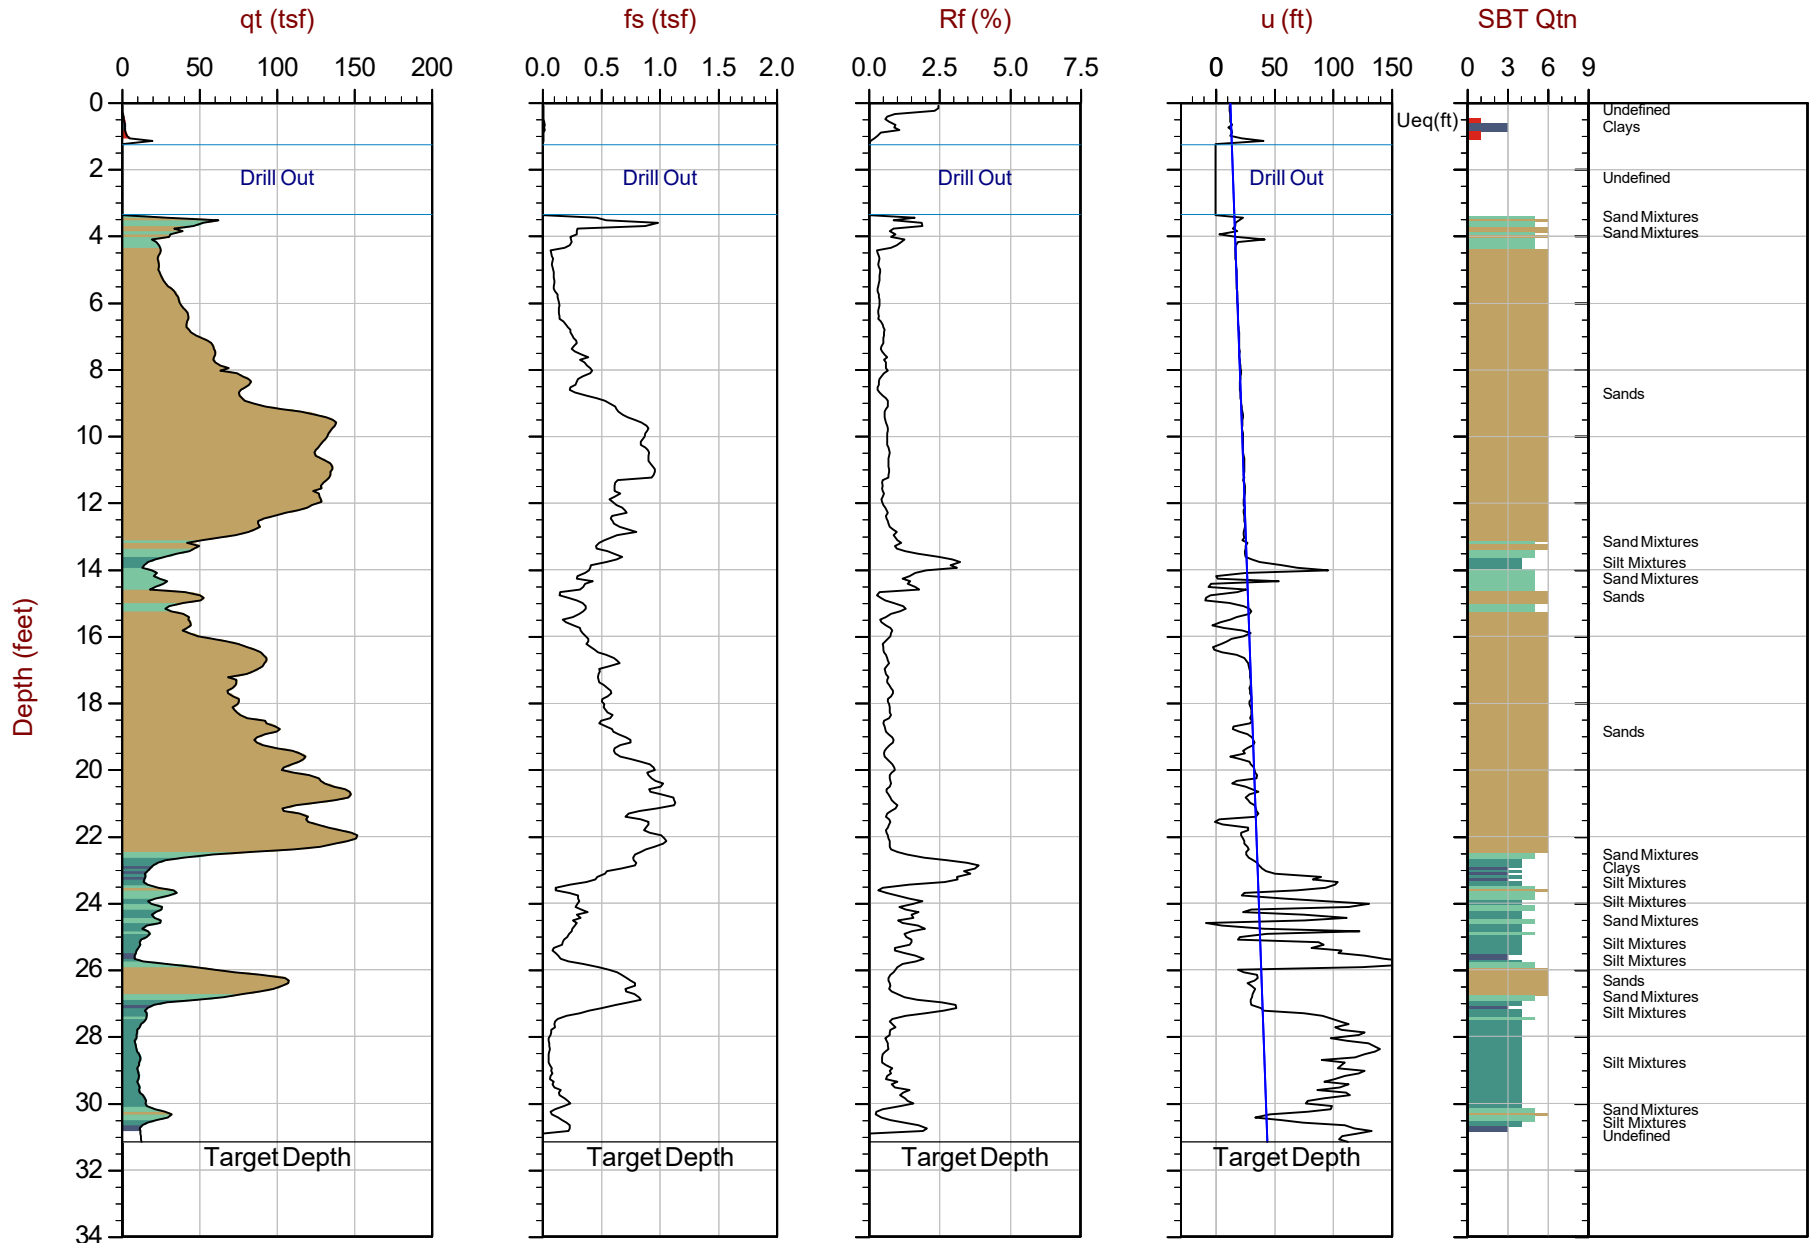 qt (tsf) fs (tsf) Rf (%) u (ft) SBT Qtn
0 50 100 150 200 0.0 0.5 1.0 1.5 2.0 0.0 2.5 5.0 7.5 0 50 100 150 0 3 6 9
0
Undefined
Ueq(ft)
Clays
2
Drill Out Drill Out Drill Out Drill Out Undefined
Sand Mixtures
4
Sand Mixtures
6
8
Sands
10
12
Sand Mixtures
14
Silt Mixtures
Sand Mixtures
Sands
Depth (feet)
16
18
Sands
20
22
Sand Mixtures
Clays
Silt Mixtures
24
Silt Mixtures
Sand Mixtures
Silt Mixtures
Silt Mixtures
26
Sands
Sand Mixtures
Silt Mixtures
28
Silt Mixtures
30
Sand Mixtures
Silt Mixtures
Undefined
Target Depth Target Depth Target Depth Target Depth
32
34